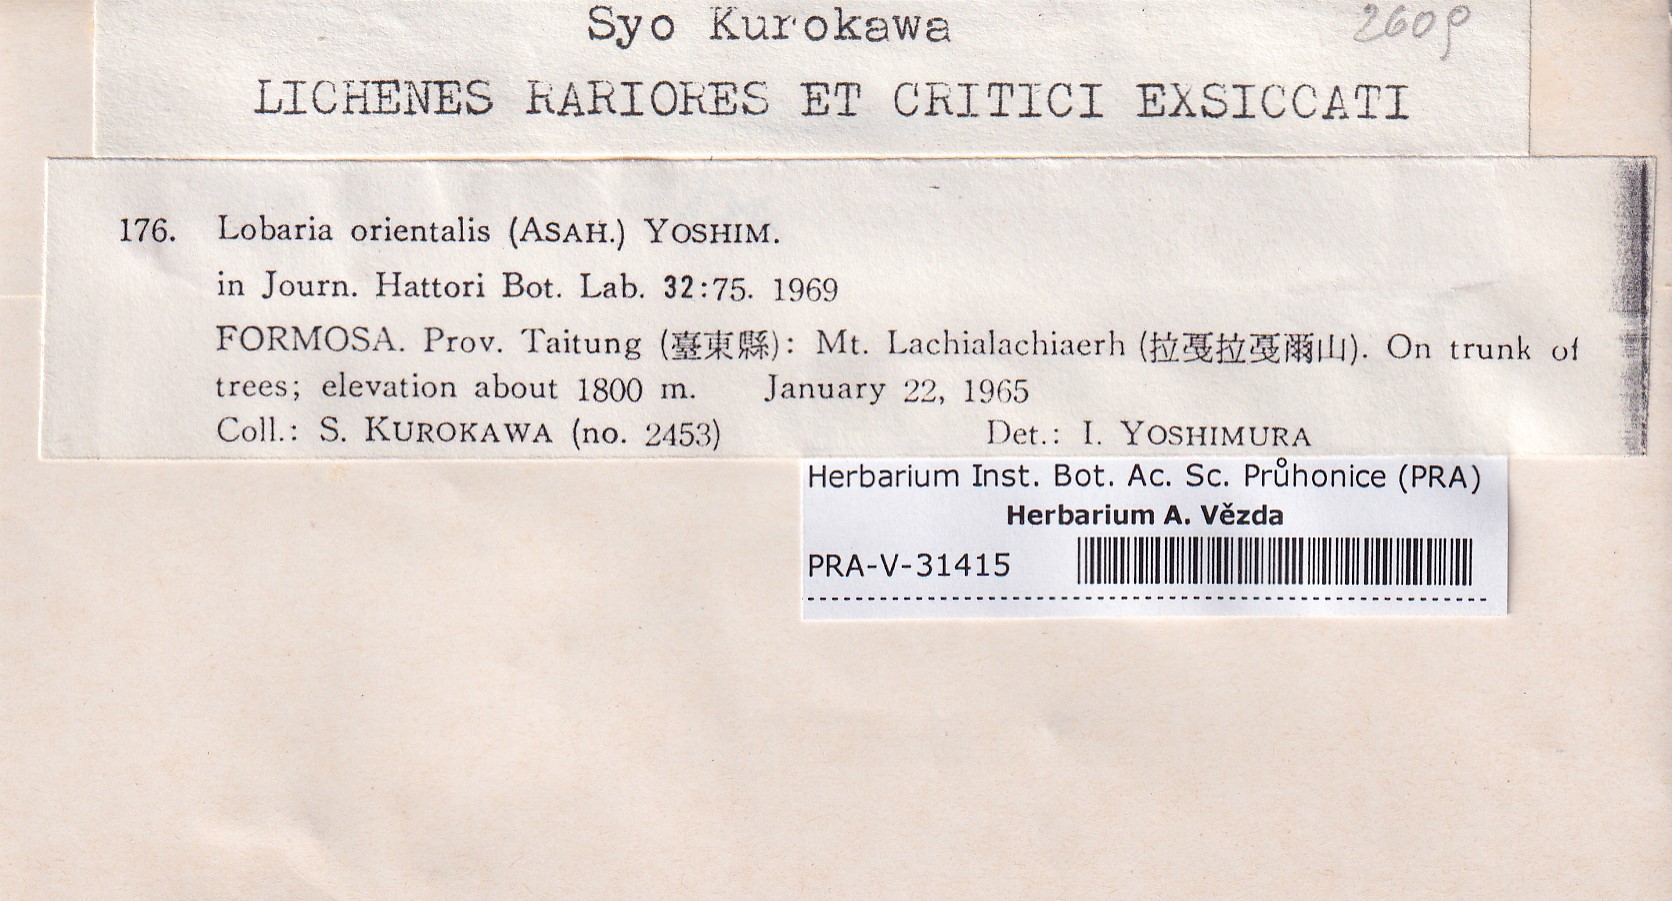 Syo Kurokawa
2609
LICHENES RARIORES ET CRITICI EXSICCATI
176. Lobaria orientalis (ASAH.) YOSHIM.
in Journ. Hattori Bot. Lab. 32:75. 1969
FORMOSA. Prov. Taitung (臺東縣): Mt. Lachialachiaerh (拉戞拉戞爾山). On trunk of
trees; elevation about 1800 m. January 22, 1965
Coll.: S. KUROKAWA (no. 2453) Det.: I. YOSHIMURA
Herbarium Inst. Bot. Ac. Sc. Průhonice (PRA)
Herbarium A. Vězda
PRA-V-31415